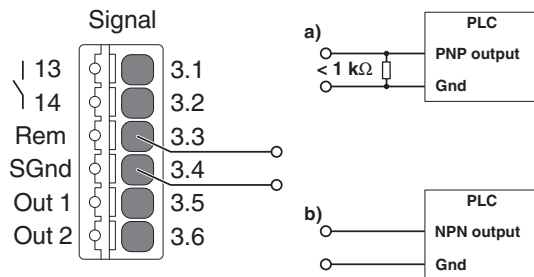 Signal
13 3.1
14 3.2
Rem 3.3
SGnd 3.4
Out 1 3.5
Out 2 3.6
a)
PLC
PNP output
< 1 kΩ
Gnd
b)
PLC
NPN output
Gnd